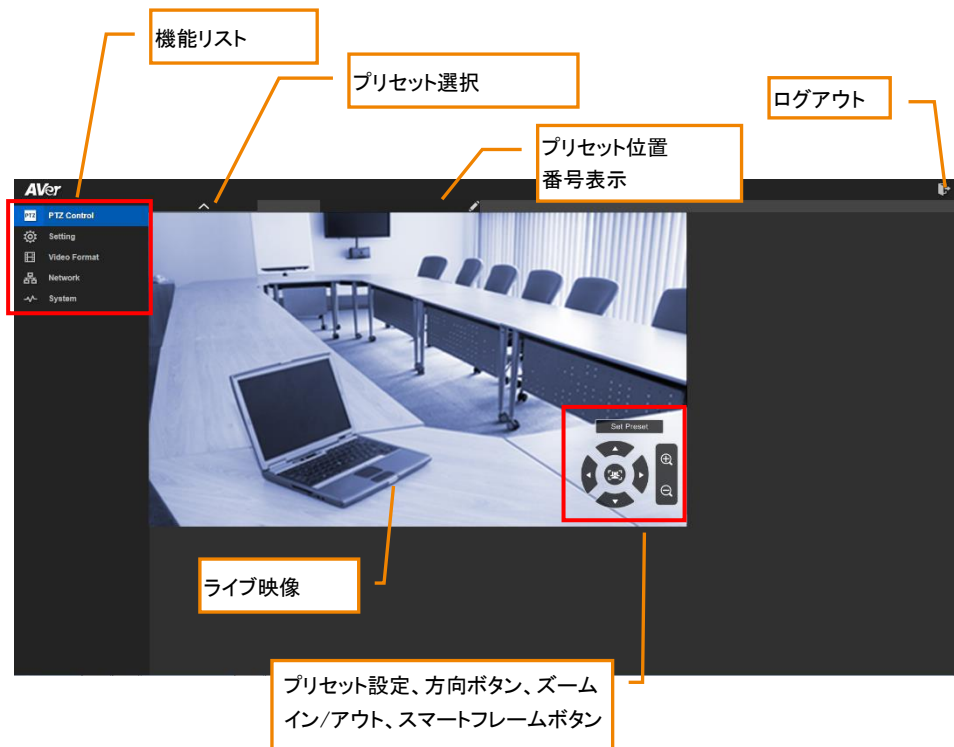 機能リスト
プリセット選択
ログアウト
プリセット位置
番号表示
AVer
PTZ PTZ Control
Setting
Video Format
Network
System
Set Preset
ライブ映像
プリセット設定、方向ボタン、ズーム
イン/アウト、スマートフレームボタン